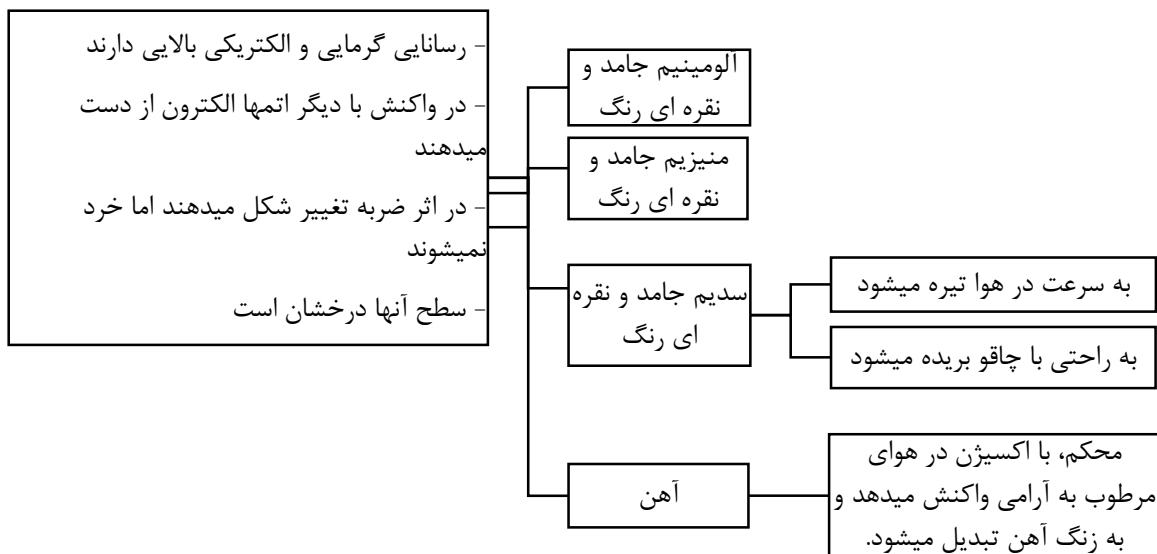 - رسانایی گرمایی و الکتریکی بالایی دارند
- در واکنش با دیگر اتمها الکترون از دست
میدهند
- در اثر ضربه تغییر شکل میدهند اما خرد
نمیشوند
- سطح آنها درخشان است
آلومینیم جامد و
نقره ای رنگ
منیزیم جامد و
نقره ای رنگ
سدیم جامد و نقره
ای رنگ
به سرعت در هوا تیره میشود
به راحتی با چاقو بریده میشود
آهن
محکم، با اکسیژن در هوای
مرطوب به آرامی واکنش میدهد و
به زنگ آهن تبدیل میشود.